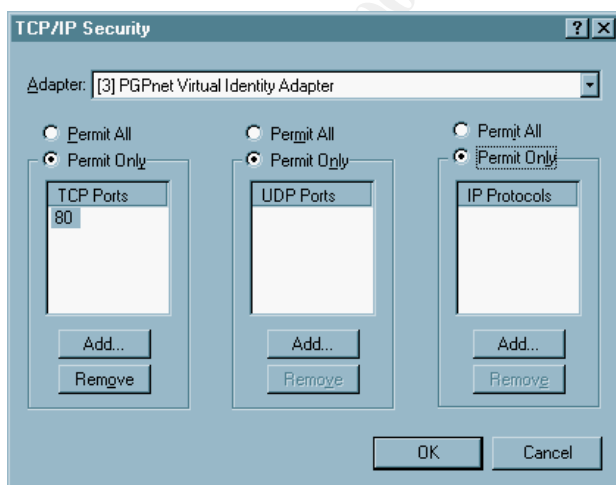 TCP/IP Security
Adapter: [3] PGPnet Virtual Identity Adapter
Permit All Permit All Permit All
Permit Only Permit Only Permit Only
TCP Ports UDP Ports IP Protocols
80
Add... Add... Add...
Remove Remove Remove
OK Cancel